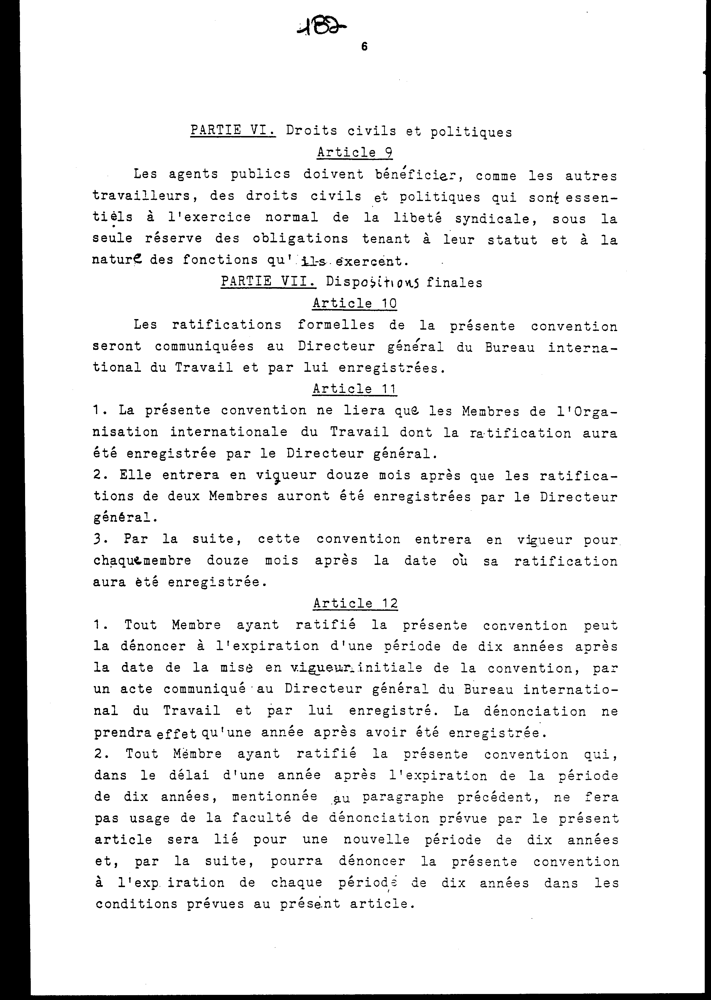 182
6
PARTIE VI. Droits civils et politiques
Article 9
Les agents publics doivent bénéficier, comme les autres
travailleurs, des droits civils et politiques qui sont essen-
tiels à l'exercice normal de la libeté syndicale, sous la
seule réserve des obligations tenant à leur statut et à la
nature des fonctions qu' ils exercent.
PARTIE VII. Dispositions finales
Article 10
Les ratifications formelles de la présente convention
seront communiquées au Directeur général du Bureau interna-
tional du Travail et par lui enregistrées.
Article 11
1. La présente convention ne liera que les Membres de l'Orga-
nisation internationale du Travail dont la ratification aura
été enregistrée par le Directeur général.
2. Elle entrera en vigueur douze mois après que les ratifica-
tions de deux Membres auront été enregistrées par le Directeur
général.
3. Par la suite, cette convention entrera en vigueur pour
chaque membre douze mois après la date où sa ratification
aura été enregistrée.
Article 12
1. Tout Membre ayant ratifié la présente convention peut
la dénoncer à l'expiration d'une période de dix années après
la date de la mise en vigueur initiale de la convention, par
un acte communiqué au Directeur général du Bureau internatio-
nal du Travail et par lui enregistré. La dénonciation ne
prendra effet qu'une année après avoir été enregistrée.
2. Tout Membre ayant ratifié la présente convention qui,
dans le délai d'une année après l'expiration de la période
de dix années, mentionnée au paragraphe précédent, ne fera
pas usage de la faculté de dénonciation prévue par le présent
article sera lié pour une nouvelle période de dix années
et, par la suite, pourra dénoncer la présente convention
à l'exp iration de chaque période de dix années dans les
conditions prévues au présent article.